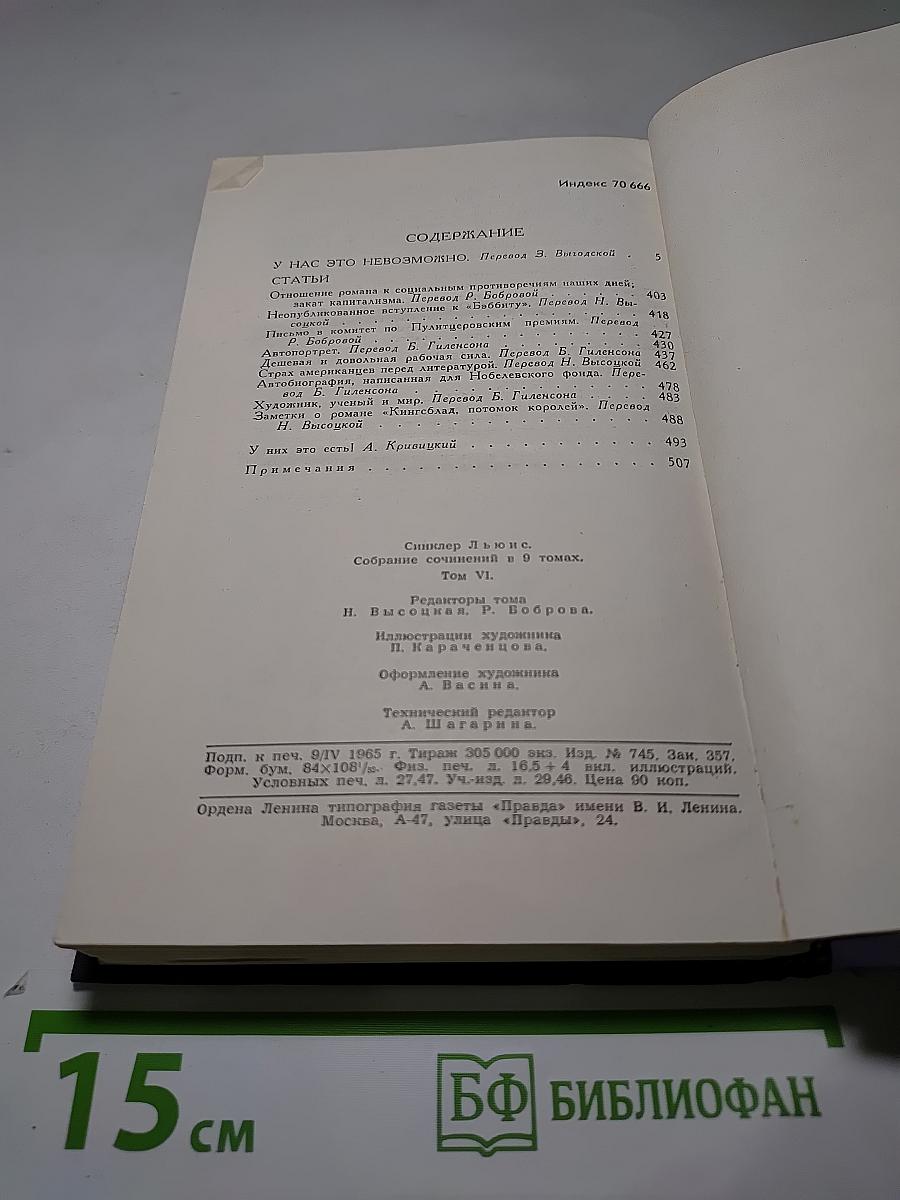 Индекс 70 666
СОДЕРЖАНИЕ
У НАС ЭТО НЕВОЗМОЖНО. Перевод З. Выгодской . 5
СТАТЬИ
Отношение романа к социальным противоречиям наших дней;
закат капитализма. Перевод Р. Бобровой . . . . . . 403
Неопубликованное вступление к «Бэббиту». Перевод Н. Вы-
соцкой . . . . . . . . . . . . . . . . 418
Письмо в комитет по Пулитцеровским премиям. Перевод
Р. Бобровой . . . . . . . . . . . . . . . 427
Автопортрет. Перевод Б. Гиленсона . . . . . . . . . 430
Дешевая и довольная рабочая сила. Перевод Б. Гиленсона 437
Страх американцев перед литературой. Перевод Н. Высоцкой 462
Автобиография, написанная для Нобелевского фонда. Пере-
вод Б. Гиленсона . . . . . . . . . . . . . 478
Художник, ученый и мир. Перевод Б. Гиленсона . . . . 483
Заметки о романе «Кингсблад, потомок королей». Перевод
Н. Высоцкой . . . . . . . . . . . . . . . 488
У них это есть! А. Кривицкий . . . . . . . . . . . 493
Примечания . . . . . . . . . . . . . . . . . 507
Синклер Льюис.
Собрание сочинений в 9 томах.
Том VI.
Редакторы тома
Н. Высоцкая, Р. Боброва.
Иллюстрации художника
П. Караченцова.
Оформление художника
А. Васина.
Технический редактор
А. Шагарина.
Подп. к печ. 9/IV 1965 г. Тираж 305 000 экз. Изд. № 745. Зак. 357.
Форм. бум. 84×108¹/₃₂. Физ. печ. л. 16,5 + 4 вкл. иллюстраций.
Условных печ. л. 27,47. Уч.-изд. л. 29,46. Цена 90 коп.
Ордена Ленина типография газеты «Правда» имени В. И. Ленина.
Москва, А-47, улица «Правды», 24.
15 см
БФ БИБЛИОФАН